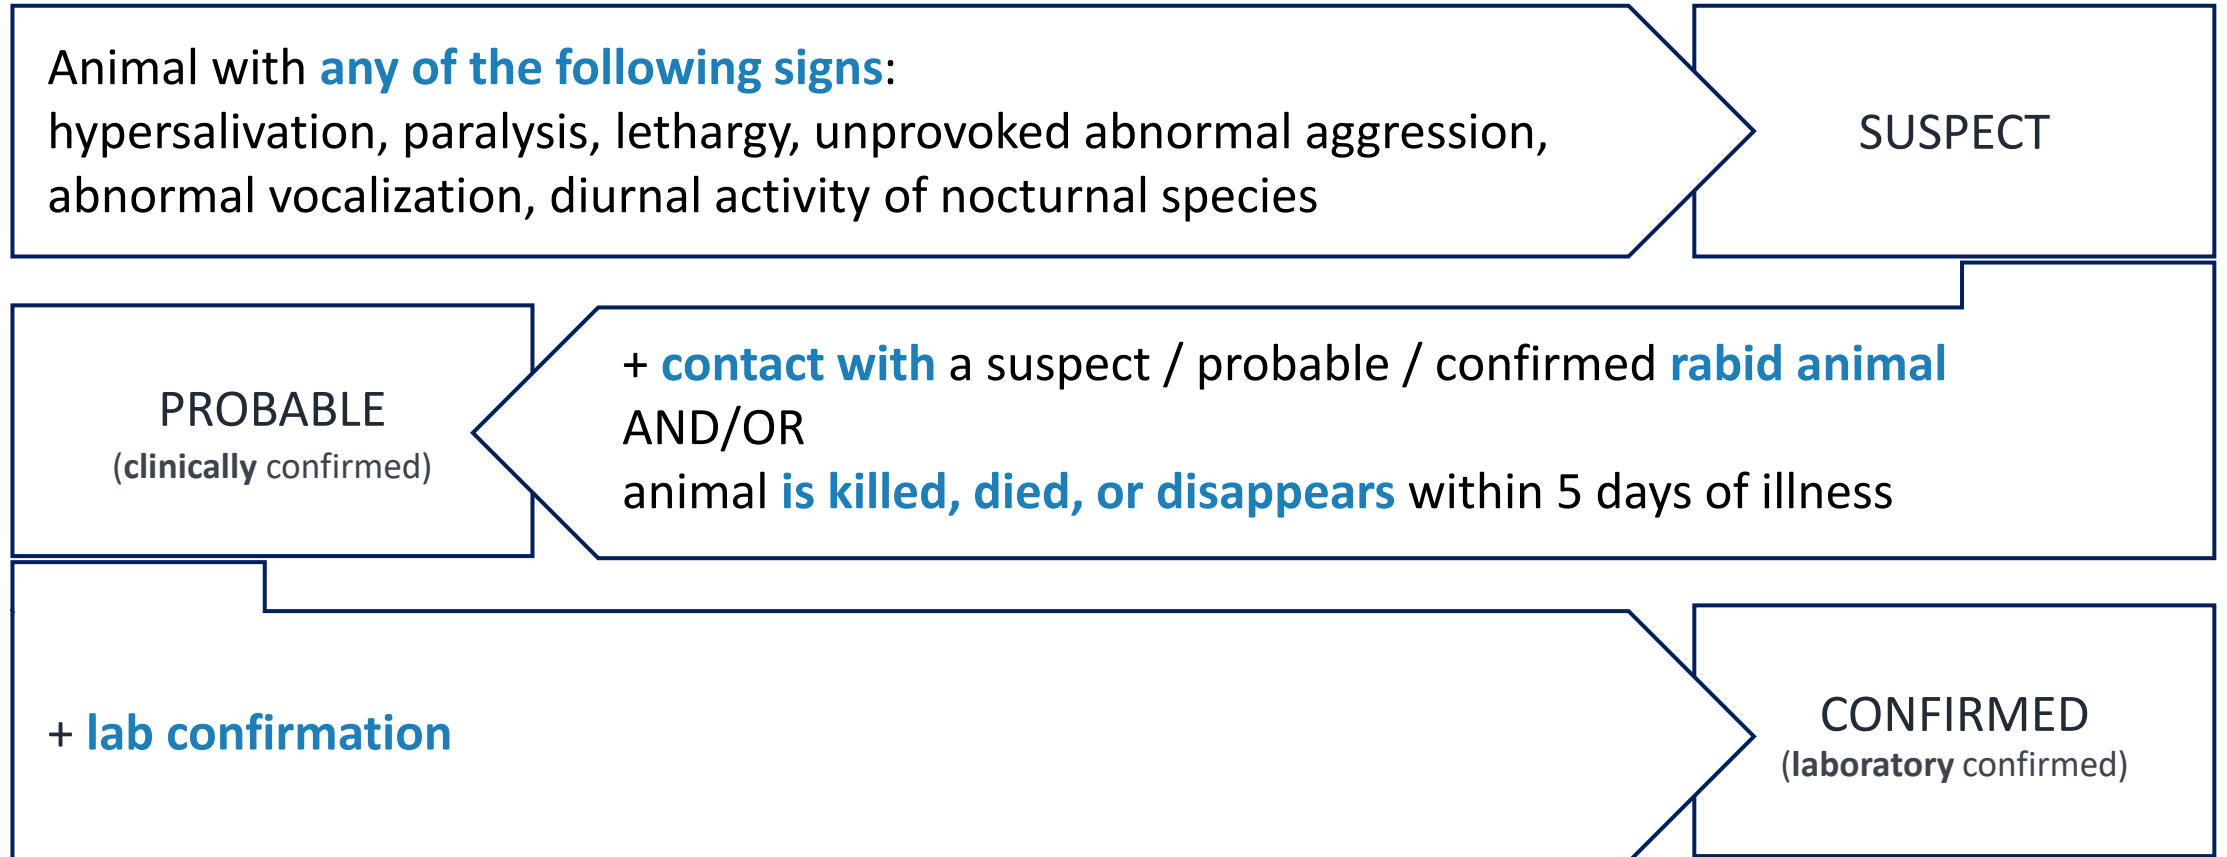 Animal with any of the following signs:
hypersalivation, paralysis, lethargy, unprovoked abnormal aggression,
abnormal vocalization, diurnal activity of nocturnal species
SUSPECT
+ contact with a suspect / probable / confirmed rabid animal
AND/OR
animal is killed, died, or disappears within 5 days of illness
PROBABLE
(clinically confirmed)
+ lab confirmation
CONFIRMED
(laboratory confirmed)